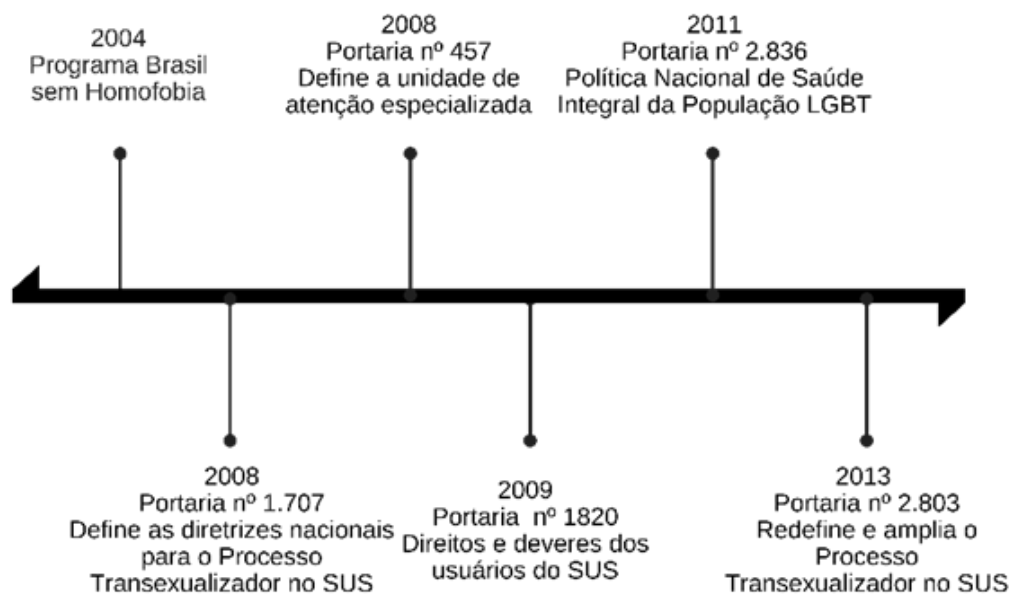 2004
Programa Brasil
sem Homofobia
2008
Portaria nº 457
Define a unidade de
atenção especializada
2011
Portaria nº 2.836
Política Nacional de Saúde
Integral da População LGBT
2008
Portaria nº 1.707
Define as diretrizes nacionais
para o Processo
Transexualizador no SUS
2009
Portaria nº 1820
Direitos e deveres dos
usuários do SUS
2013
Portaria nº 2.803
Redefine e amplia o
Processo
Transexualizador no SUS